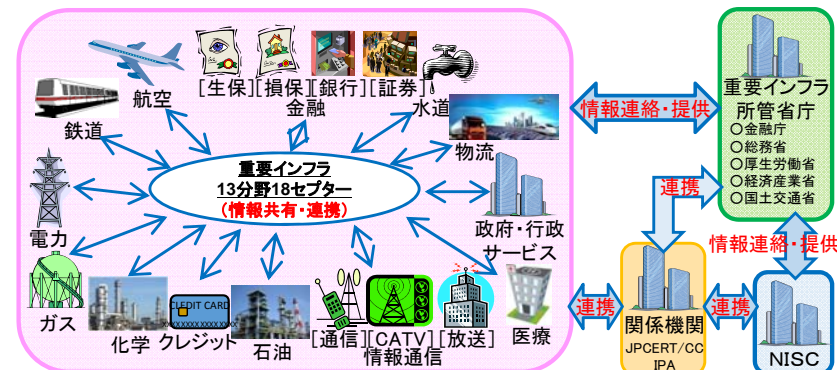 航空
[生保][損保][銀行][証券]
金融
水道
鉄道
物流
重要インフラ
13分野18セプター
(情報共有・連携)
電力
政府・行政
サービス
ガス
化学
CLEDIT CARD
クレジット
石油
[通信][CATV][放送]
情報通信
医療
情報連絡・提供
重要インフラ
所管省庁
○金融庁
○総務省
○厚生労働省
○経済産業省
○国土交通省
連携
情報連絡・提供
連携
関係機関
JPCERT/CC
IPA
連携
NISC